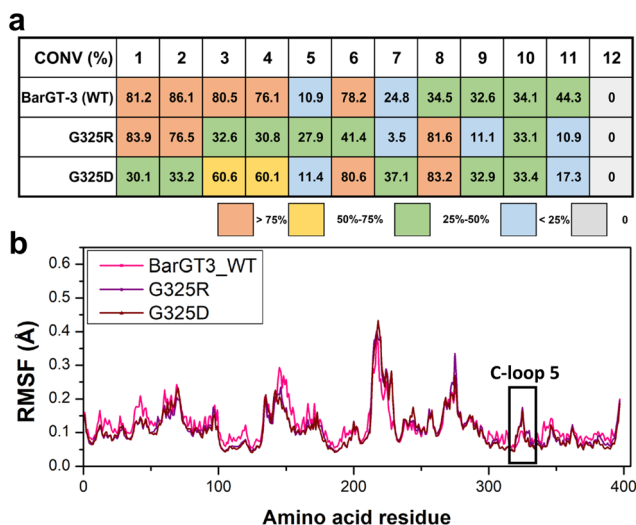 a
CONV (%) 1 2 3 4 5 6 7 8 9 10 11 12
BarGT-3 (WT) 81.2 86.1 80.5 76.1 10.9 78.2 24.8 34.5 32.6 34.1 44.3 0
G325R 83.9 76.5 32.6 30.8 27.9 41.4 3.5 81.6 11.1 33.1 10.9 0
G325D 30.1 33.2 60.6 60.1 11.4 80.6 37.1 83.2 32.9 33.4 17.3 0
> 75% 50%-75% 25%-50% < 25% 0
b
BarGT3_WT
G325R
G325D
C-loop 5
RMSF (Å)
0.6
0.5
0.4
0.3
0.2
0.1
0.0
0 100 200 300 400
Amino acid residue